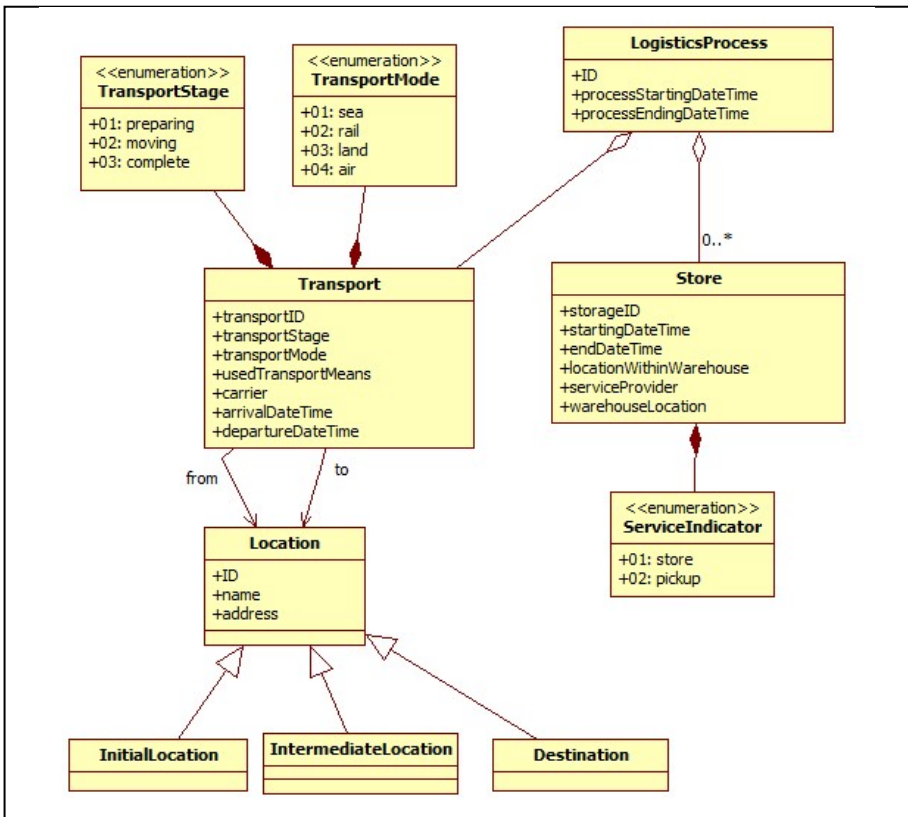 <<enumeration>>
TransportStage
+01: preparing
+02: moving
+03: complete
<<enumeration>>
TransportMode
+01: sea
+02: rail
+03: land
+04: air
LogisticsProcess
+ID
+processStartingDateTime
+processEndingDateTime
0..*
Transport
+transportID
+transportStage
+transportMode
+usedTransportMeans
+carrier
+arrivalDateTime
+departureDateTime
Store
+storageID
+startingDateTime
+endDateTime
+locationWithinWarehouse
+serviceProvider
+warehouseLocation
from
to
<<enumeration>>
ServiceIndicator
+01: store
+02: pickup
Location
+ID
+name
+address
InitialLocation
IntermediateLocation
Destination